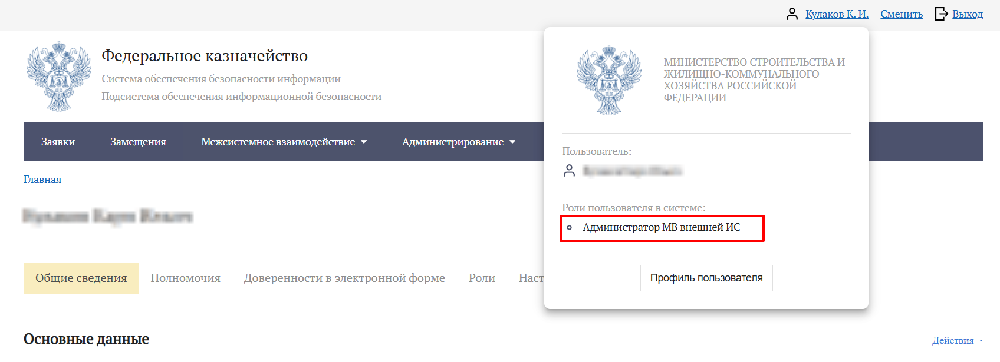 Кулаков К. И. Сменить Выход
Федеральное казначейство
Система обеспечения безопасности информации
Подсистема обеспечения информационной безопасности
МИНИСТЕРСТВО СТРОИТЕЛЬСТВА И
ЖИЛИЩНО-КОММУНАЛЬНОГО
ХОЗЯЙСТВА РОССИЙСКОЙ
ФЕДЕРАЦИИ
Заявки Замещения Межсистемное взаимодействие Администрирование
Пользователь:
Главная
Роли пользователя в системе:
Администратор МВ внешней ИС
Профиль пользователя
Общие сведения Полномочия Доверенности в электронной форме Роли Наст
Основные данные
Действия